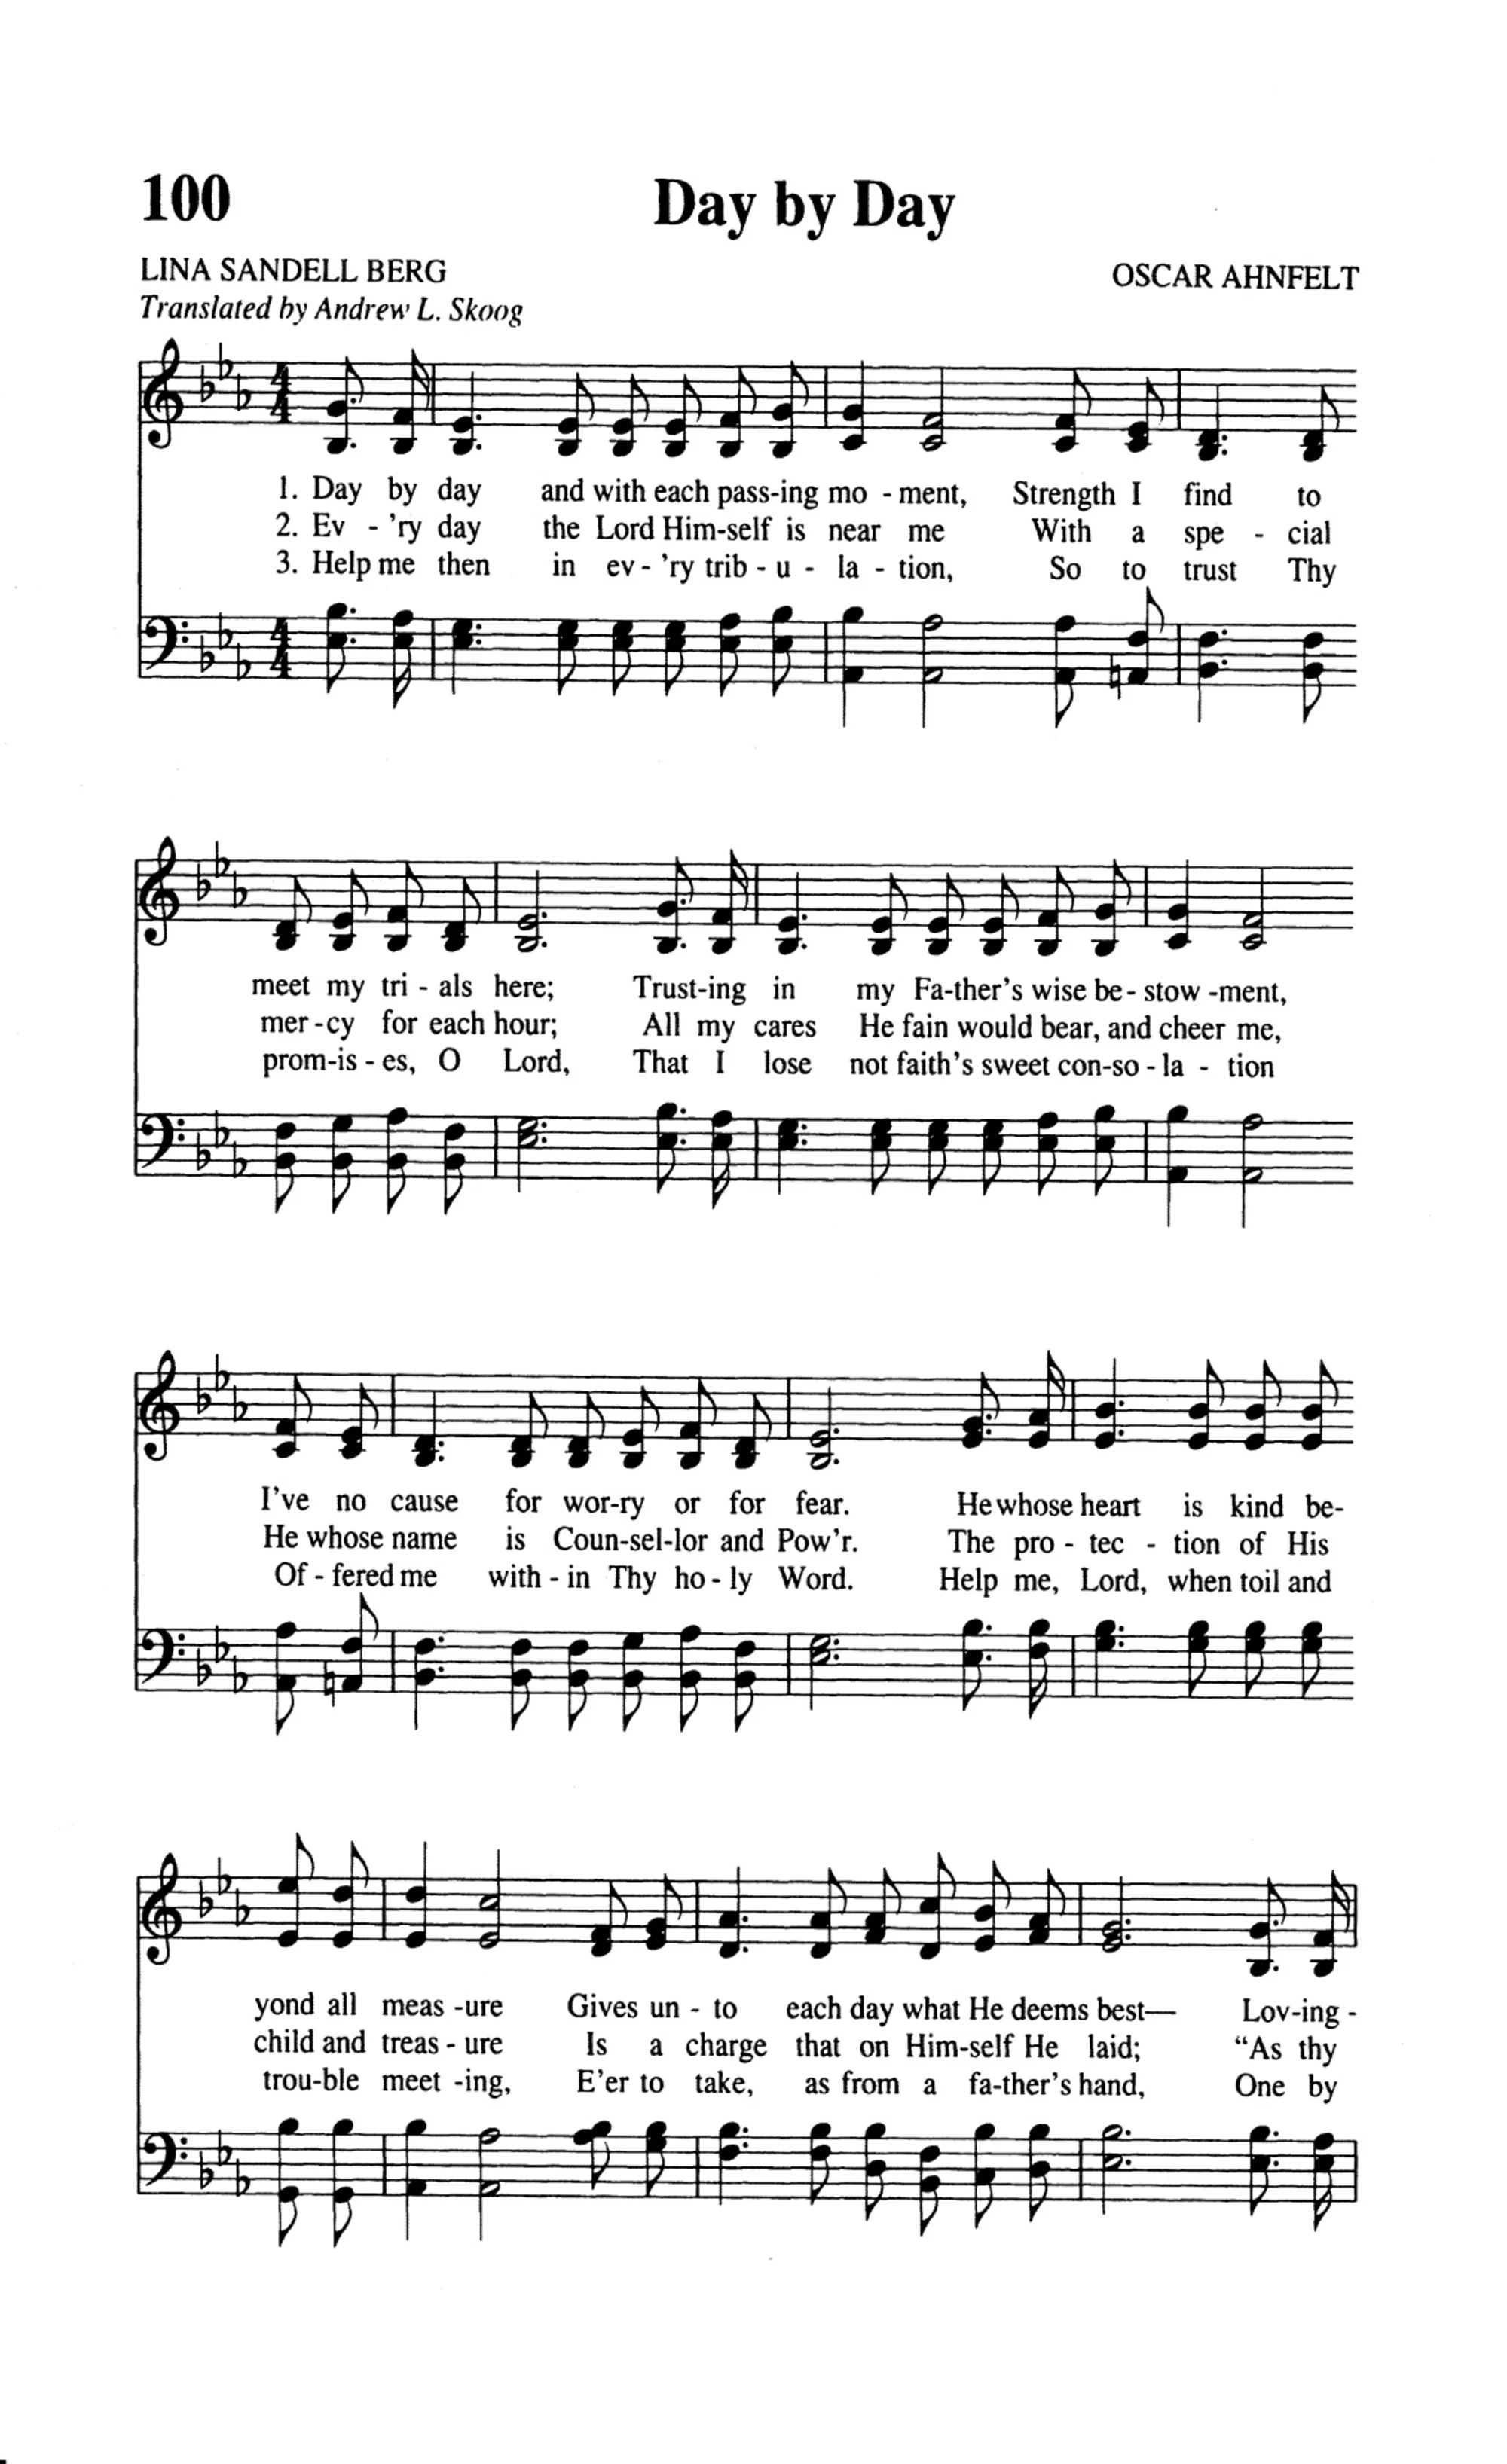 100
Day by Day
LINA SANDELL BERG
OSCAR AHNFELT
Translated by Andrew L. Skoog
4
4
1. Day by day and with each pass-ing mo - ment, Strength I find to
2. Ev - 'ry day the Lord Him-self is near me With a spe - cial
3. Help me then in ev - 'ry trib - u - la - tion, So to trust Thy
4
4
meet my tri - als here; Trust-ing in my Fa-ther's wise be - stow -ment,
mer -cy for each hour; All my cares He fain would bear, and cheer me,
prom-is - es, O Lord, That I lose not faith's sweet con-so - la - tion
I've no cause for wor-ry or for fear. He whose heart is kind be-
He whose name is Coun-sel-lor and Pow'r. The pro - tec - tion of His
Of - fered me with - in Thy ho - ly Word. Help me, Lord, when toil and
yond all meas -ure Gives un - to each day what He deems best— Lov-ing -
child and treas - ure Is a charge that on Him-self He laid; “As thy
trou-ble meet -ing, E'er to take, as from a fa-ther's hand, One by